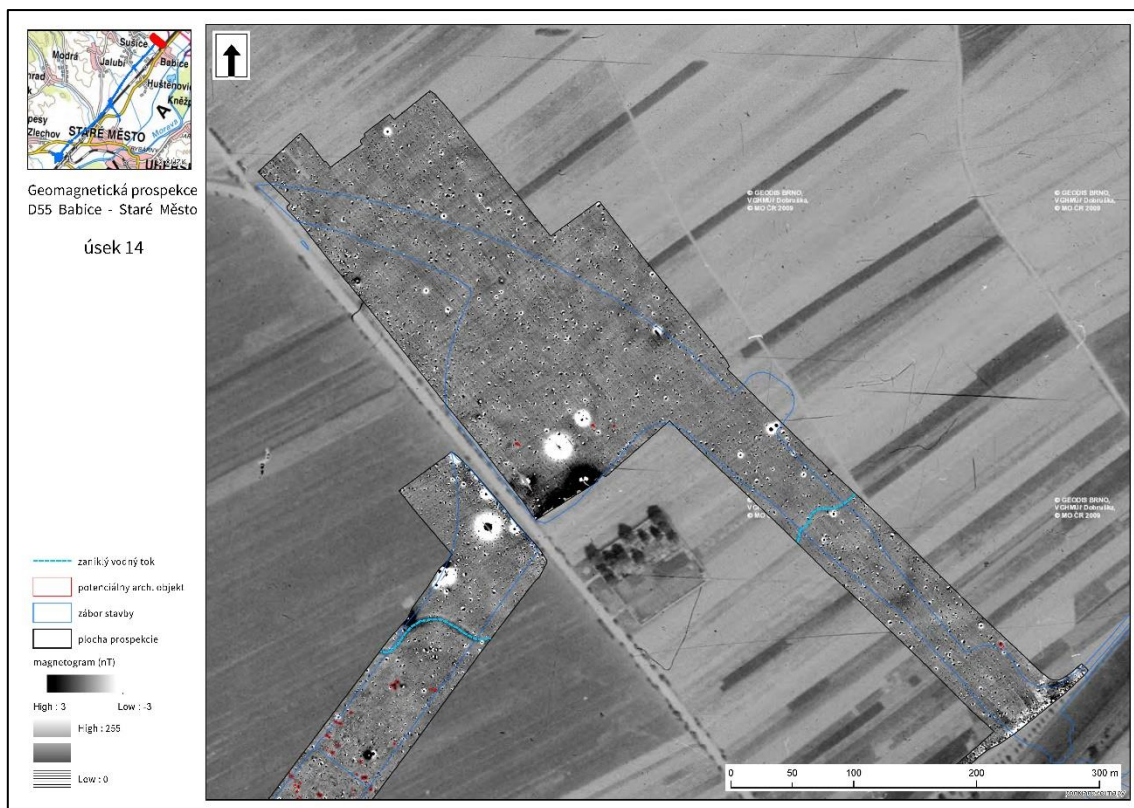 Sušice
Modrá
Jalubí
Babice
Huštěnovi
Kněžp
Zlechov
STARÉ MĚSTO
A
Morava
Geomagnetická prospekce
D55 Babice - Staré Město
úsek 14
© GEODIS BRNO,
VGHMÚř Dobruška,
© MO ČR 2009
© GEODIS BRNO,
VGHMÚř Dobruška,
© MO ČR 2009
© GEODIS BRNO,
VGHMÚř Dobruška,
© MO ČR 2009
zaniklý vodný tok
potenciálny arch. objekt
zábor stavby
plocha prospekcie
magnetogram (nT)
High : 3 Low : -3
High : 255
Low : 0
0 50 100 200 300 m